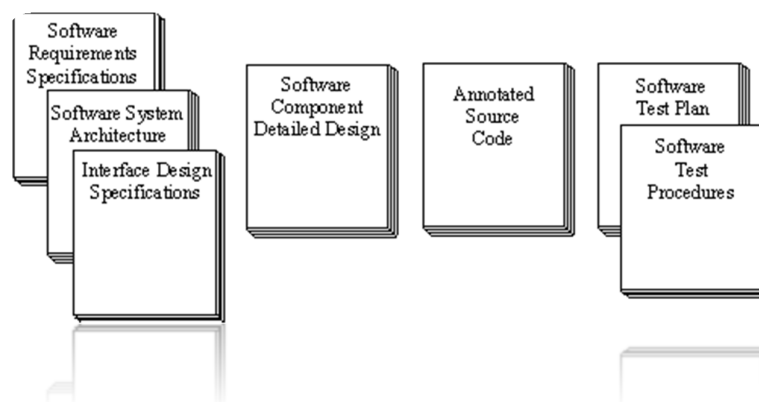 Software
Requirements
Specifications
Software System
Architecture
Interface Design
Specifications
Software
Component
Detailed Design
Annotated
Source
Code
Software
Test Plan
Software
Test
Procedures